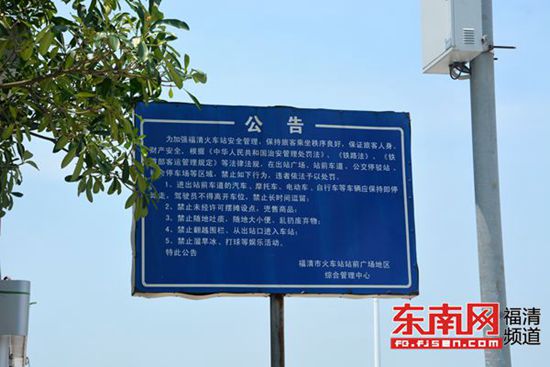 公告
为加强福清火车站安全管理，保持旅客乘坐秩序良好，保证旅客人身、
财产安全，根据《中华人民共和国治安管理处罚法》、《铁路法》、《铁
路部客运管理规定》等法律法规，在出站广场、站前车道、公交停驳站、
停车场等区域，禁止如下行为，违者依法予以处罚。
1、进出站前车道的汽车、摩托车、电动车、自行车等车辆应保持即停
走，驾驶员不得离开车位，禁止长时间逗留；
2、禁止未经许可摆摊设点，兜售商品；
3、禁止随地吐痰、随地大小便、乱扔废弃物；
4、禁止翻越围栏、从出站口进入车站；
5、禁止溜旱冰、打球等娱乐活动。
特此公告
福清市火车站站前广场地区
综合管理中心
东南网 福清频道
FQ.FJSEN.COM